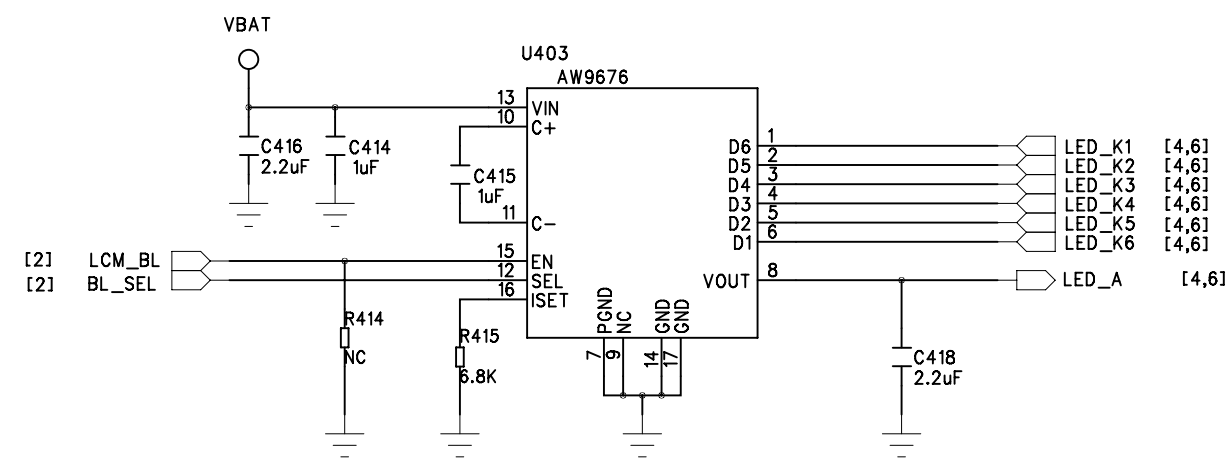 VBAT
U403
AW9676
13 VIN
10 C+
C416
2.2uF
C414
1uF
C415
1uF
11 C-
D6 1 LED_K1 [4,6]
D5 2 LED_K2 [4,6]
D4 3 LED_K3 [4,6]
D3 4 LED_K4 [4,6]
D2 5 LED_K5 [4,6]
D1 6 LED_K6 [4,6]
[2] LCM_BL 15 EN
[2] BL_SEL 12 SEL
16 ISET
VOUT 8 LED_A [4,6]
R414
NC
R415
6.8K
PGND NC GND GND
7 9 14 17
C418
2.2uF